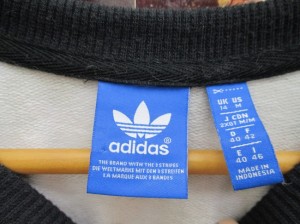 adidas
THE BRAND WITH THE 3 STRIPES
DIE WELTMARKE MIT DEN 3 STREIFEN
LA MARQUE AUX 3 BANDES
UK US
14 M
J CDN
2XOT M/M
D F
40 42
E I
40 46
MADE IN
INDONESIA